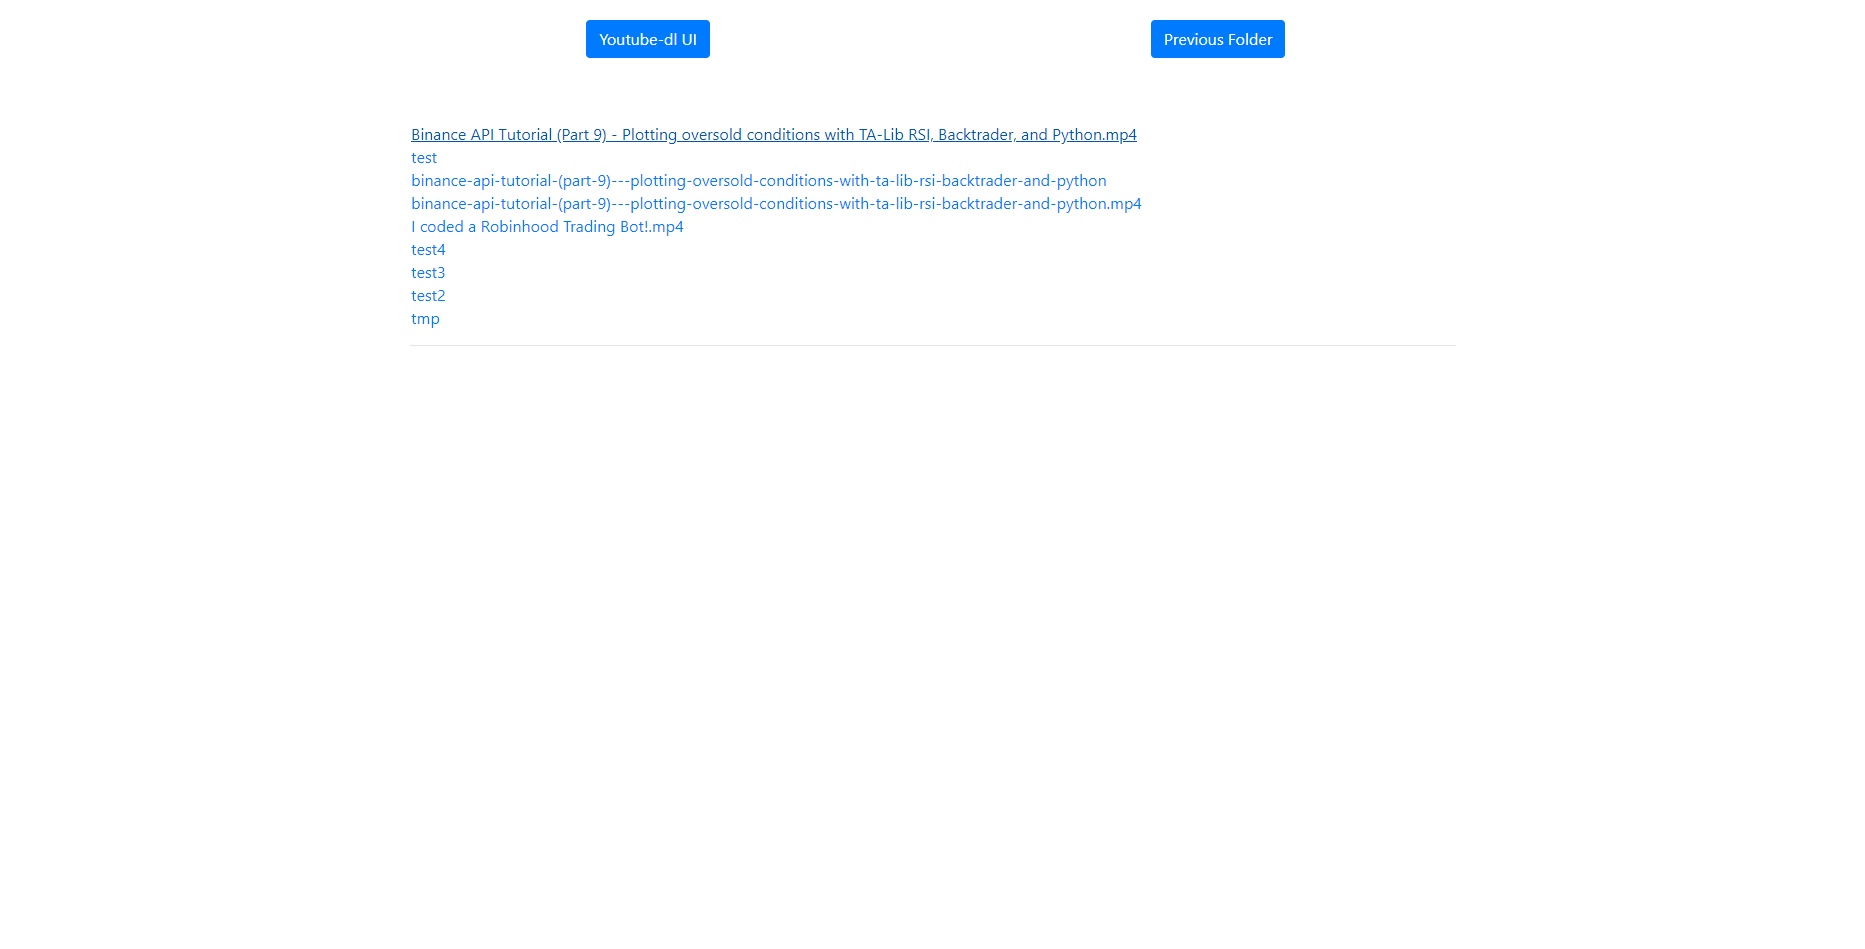 Youtube-dl UI
Previous Folder
Binance API Tutorial (Part 9) - Plotting oversold conditions with TA-Lib RSI, Backtrader, and Python.mp4
test
binance-api-tutorial-(part-9)---plotting-oversold-conditions-with-ta-lib-rsi-backtrader-and-python
binance-api-tutorial-(part-9)---plotting-oversold-conditions-with-ta-lib-rsi-backtrader-and-python.mp4
I coded a Robinhood Trading Bot!.mp4
test4
test3
test2
tmp